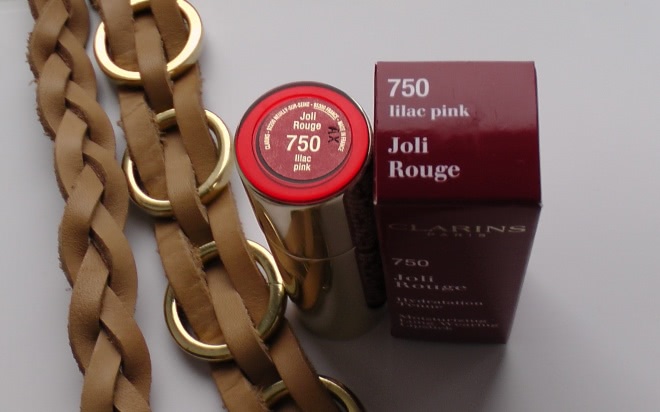 Joli
Rouge
750
lilac
pink
750
lilac pink
Joli
Rouge
CLARINS
PARIS
750
Joli
Rouge
Hydratation
Tenue
Moisturizing
Long Wearing
Lipstick